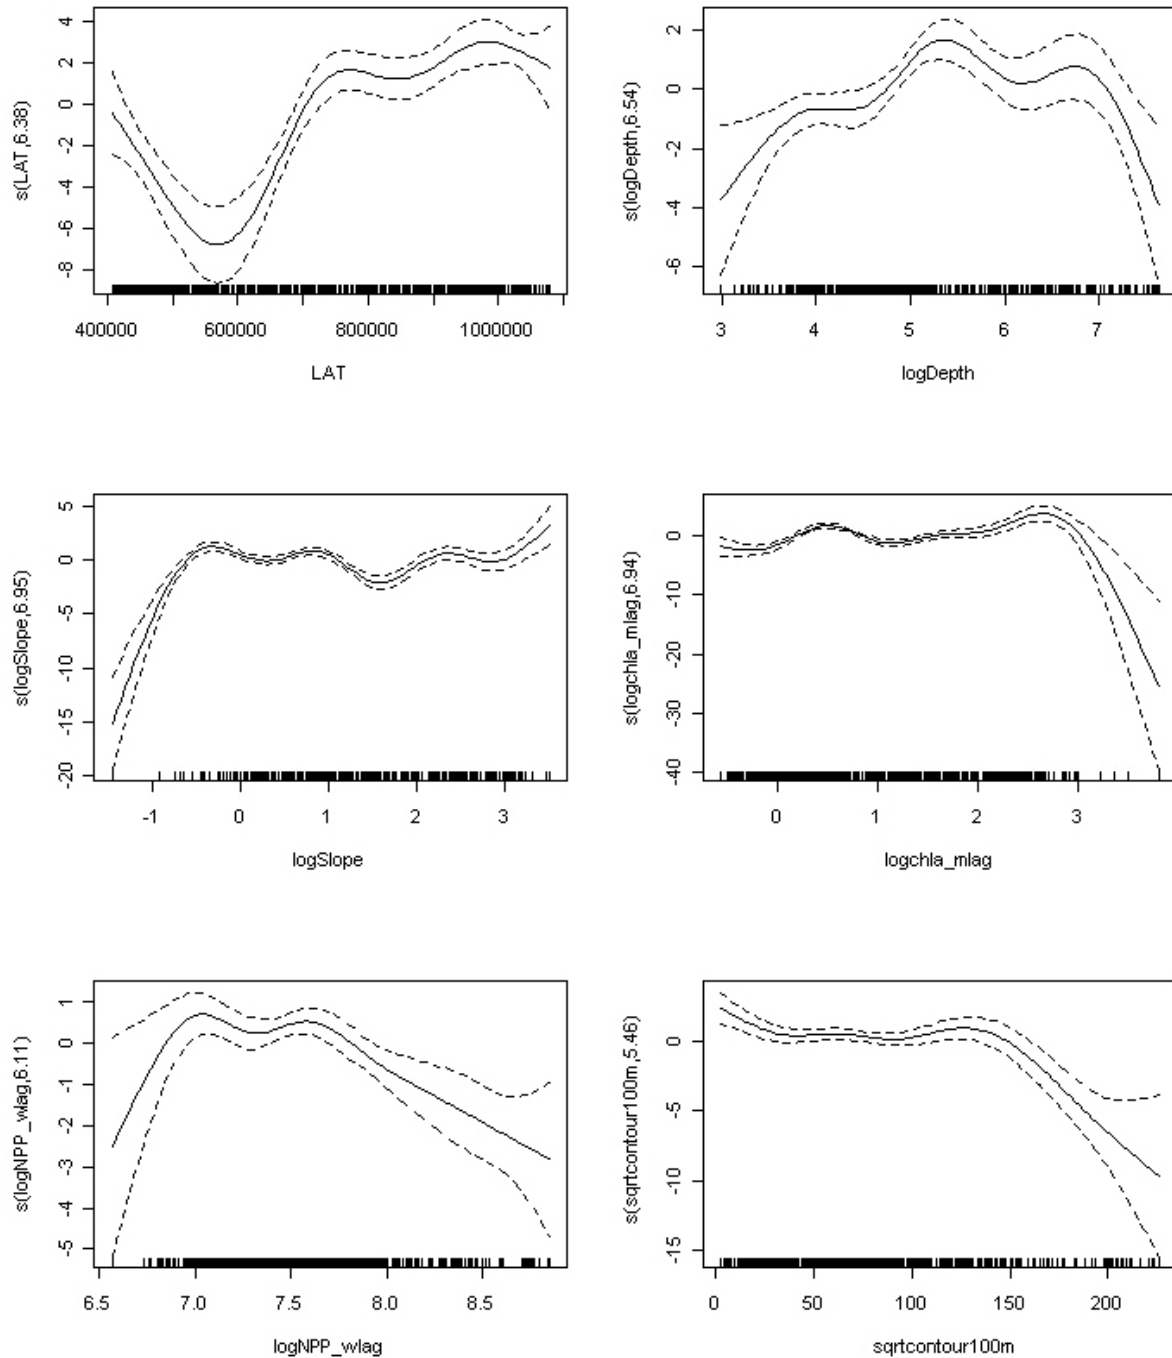 s(LAT,6.38)
4
2
0
-2
-4
-6
-8
400000 600000 800000 1000000
LAT
s(logDepth,6.54)
2
0
-2
-4
-6
3 4 5 6 7
logDepth
s(logSlope,6.95)
5
0
-5
-10
-15
-20
-1 0 1 2 3
logSlope
s(logchla_mlag,6.94)
0
-10
-20
-30
-40
0 1 2 3
logchla_mlag
s(logNPP_wlag,6.11)
1
0
-1
-2
-3
-4
-5
6.5 7.0 7.5 8.0 8.5
logNPP_wlag
s(sqrtcontour100m,5.46)
0
-5
-10
-15
0 50 100 150 200
sqrtcontour100m